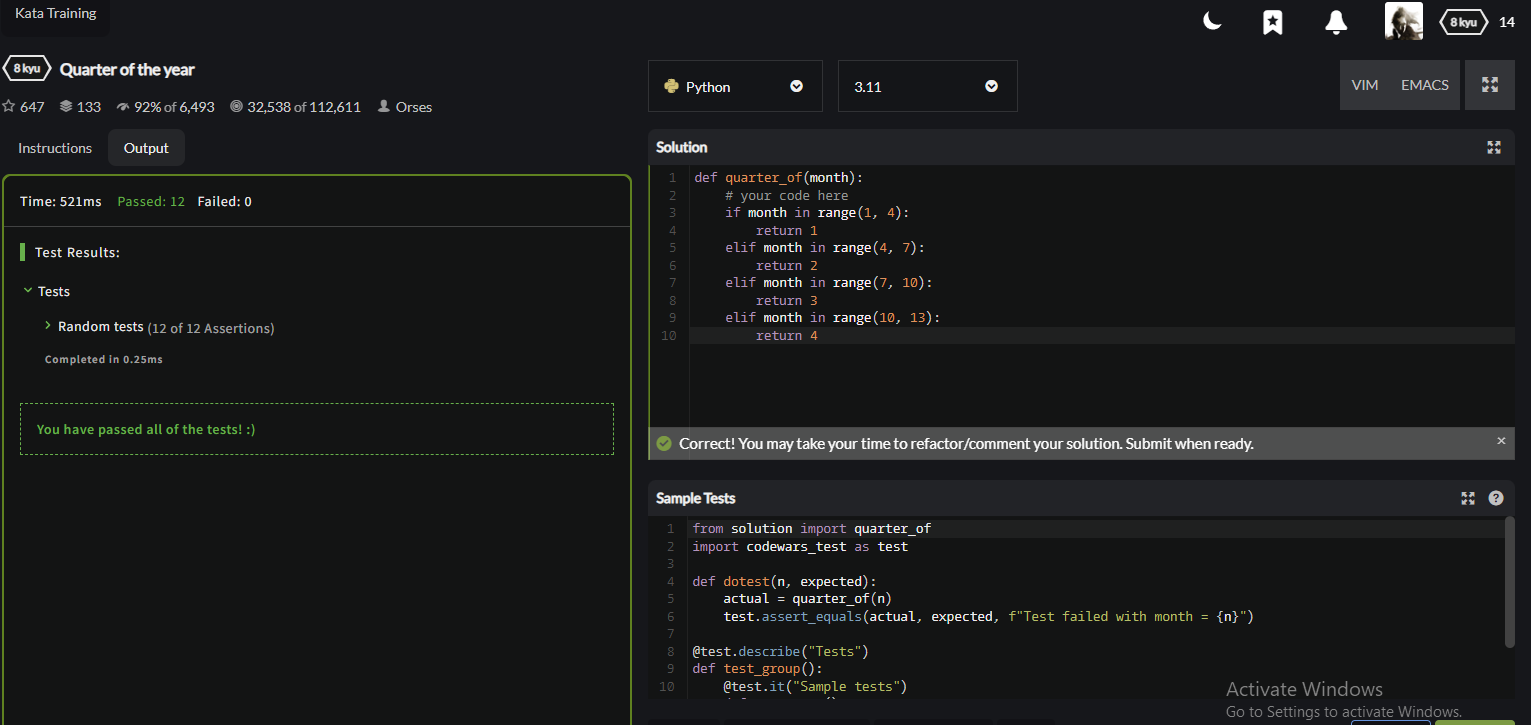 Kata Training
8 kyu 14
8 kyu Quarter of the year
647 133 92% of 6,493 32,538 of 112,611 Orses
Instructions Output
Time: 521ms Passed: 12 Failed: 0
Test Results:
Tests
Random tests (12 of 12 Assertions)
Completed in 0.25ms
You have passed all of the tests! :)
Python 3.11 VIM EMACS
Solution
1 def quarter_of(month):
2 # your code here
3 if month in range(1, 4):
4 return 1
5 elif month in range(4, 7):
6 return 2
7 elif month in range(7, 10):
8 return 3
9 elif month in range(10, 13):
10 return 4
Correct! You may take your time to refactor/comment your solution. Submit when ready. ×
Sample Tests ?
1 from solution import quarter_of
2 import codewars_test as test
3
4 def dotest(n, expected):
5 actual = quarter_of(n)
6 test.assert_equals(actual, expected, f"Test failed with month = {n}")
7
8 @test.describe("Tests")
9 def test_group():
10 @test.it("Sample tests")
Activate Windows
Go to Settings to activate Windows.